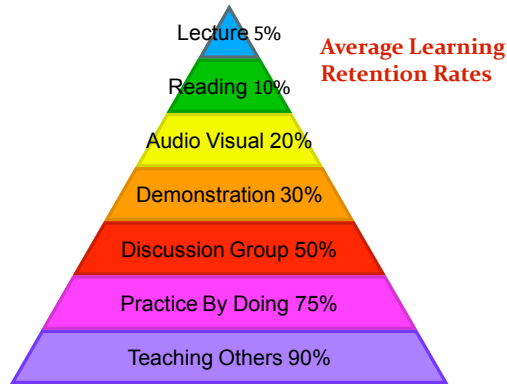 Lecture 5%
Average Learning
Retention Rates
Reading 10%
Audio Visual 20%
Demonstration 30%
Discussion Group 50%
Practice By Doing 75%
Teaching Others 90%